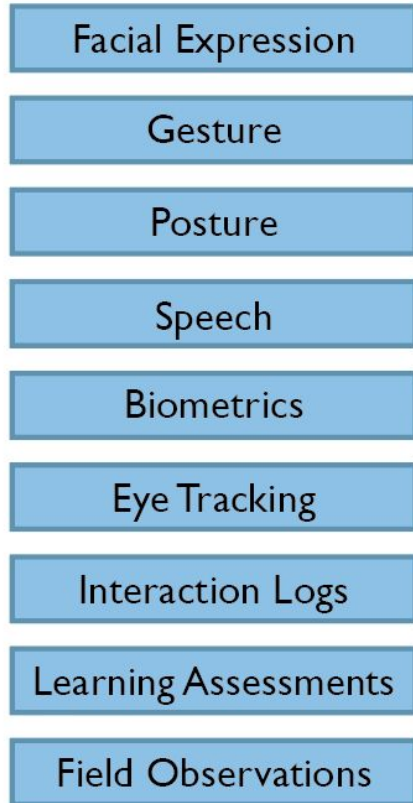 Facial Expression
Gesture
Posture
Speech
Biometrics
Eye Tracking
Interaction Logs
Learning Assessments
Field Observations